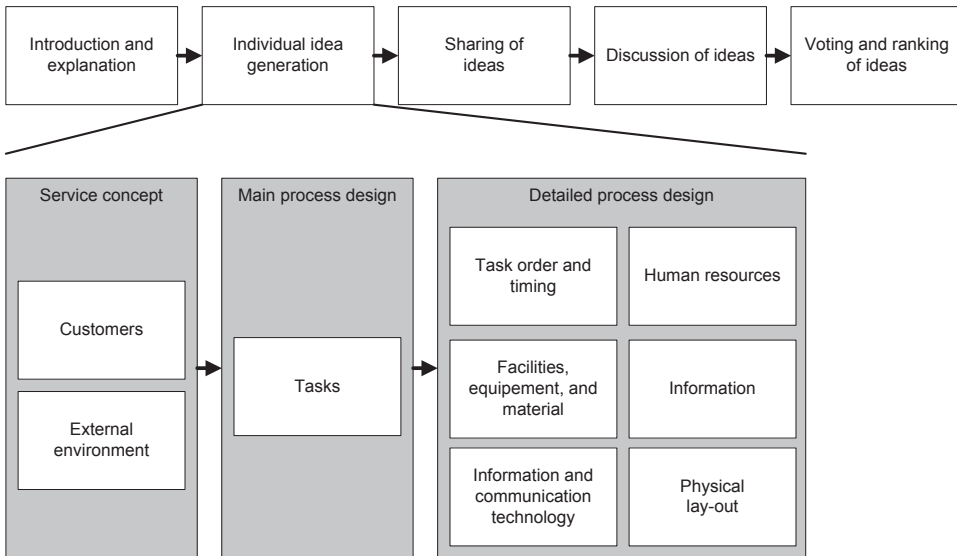 Introduction and
explanation
Individual idea
generation
Sharing of
ideas
Discussion of ideas
Voting and ranking
of ideas
Service concept
Customers
External
environment
Main process design
Tasks
Detailed process design
Task order and
timing
Human resources
Facilities,
equipement, and
material
Information
Information and
communication
technology
Physical
lay-out